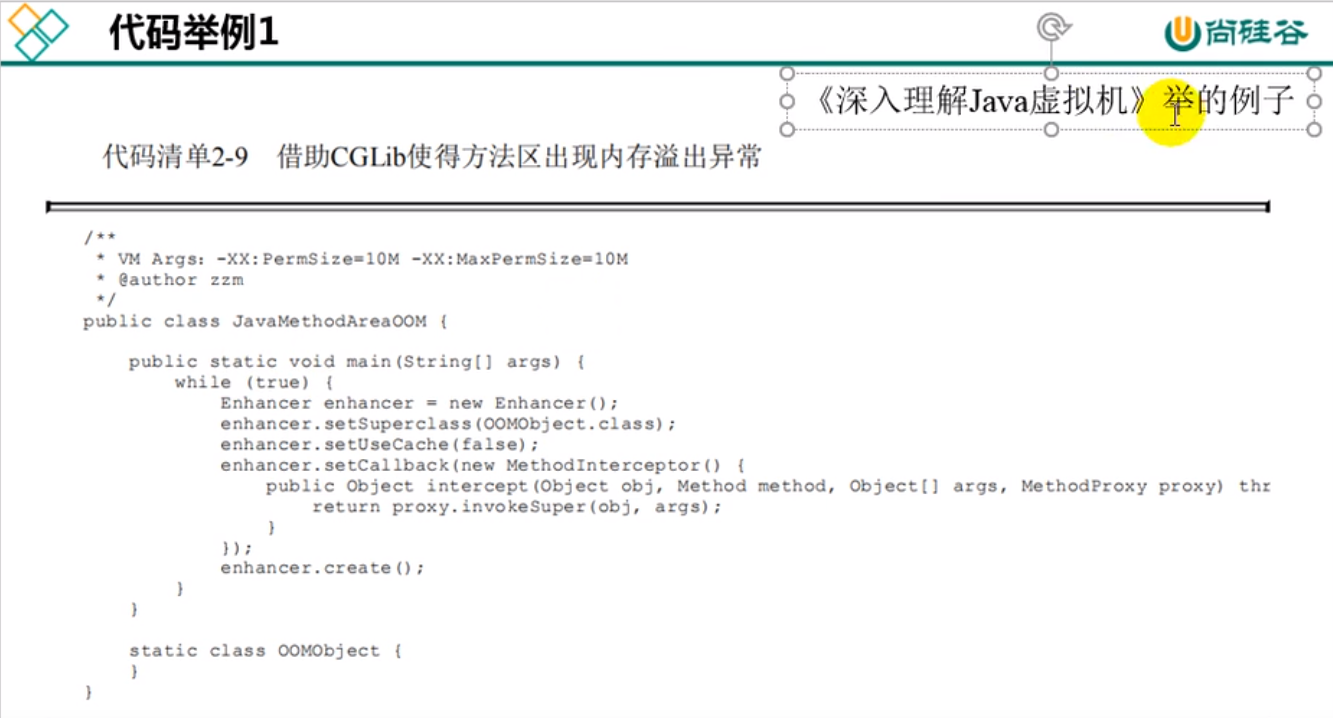 代码举例1
尚硅谷
《深入理解Java虚拟机》举的例子
代码清单2-9 借助CGLib使得方法区出现内存溢出异常
/**
 * VM Args: -XX:PermSize=10M -XX:MaxPermSize=10M
 * @author zzm
 */
public class JavaMethodAreaOOM {
    public static void main(String[] args) {
        while (true) {
            Enhancer enhancer = new Enhancer();
            enhancer.setSuperclass(OOMObject.class);
            enhancer.setUseCache(false);
            enhancer.setCallback(new MethodInterceptor() {
                public Object intercept(Object obj, Method method, Object[] args, MethodProxy proxy) thr
                    return proxy.invokeSuper(obj, args);
                }
            });
            enhancer.create();
        }
    }
    static class OOMObject {
    }
}